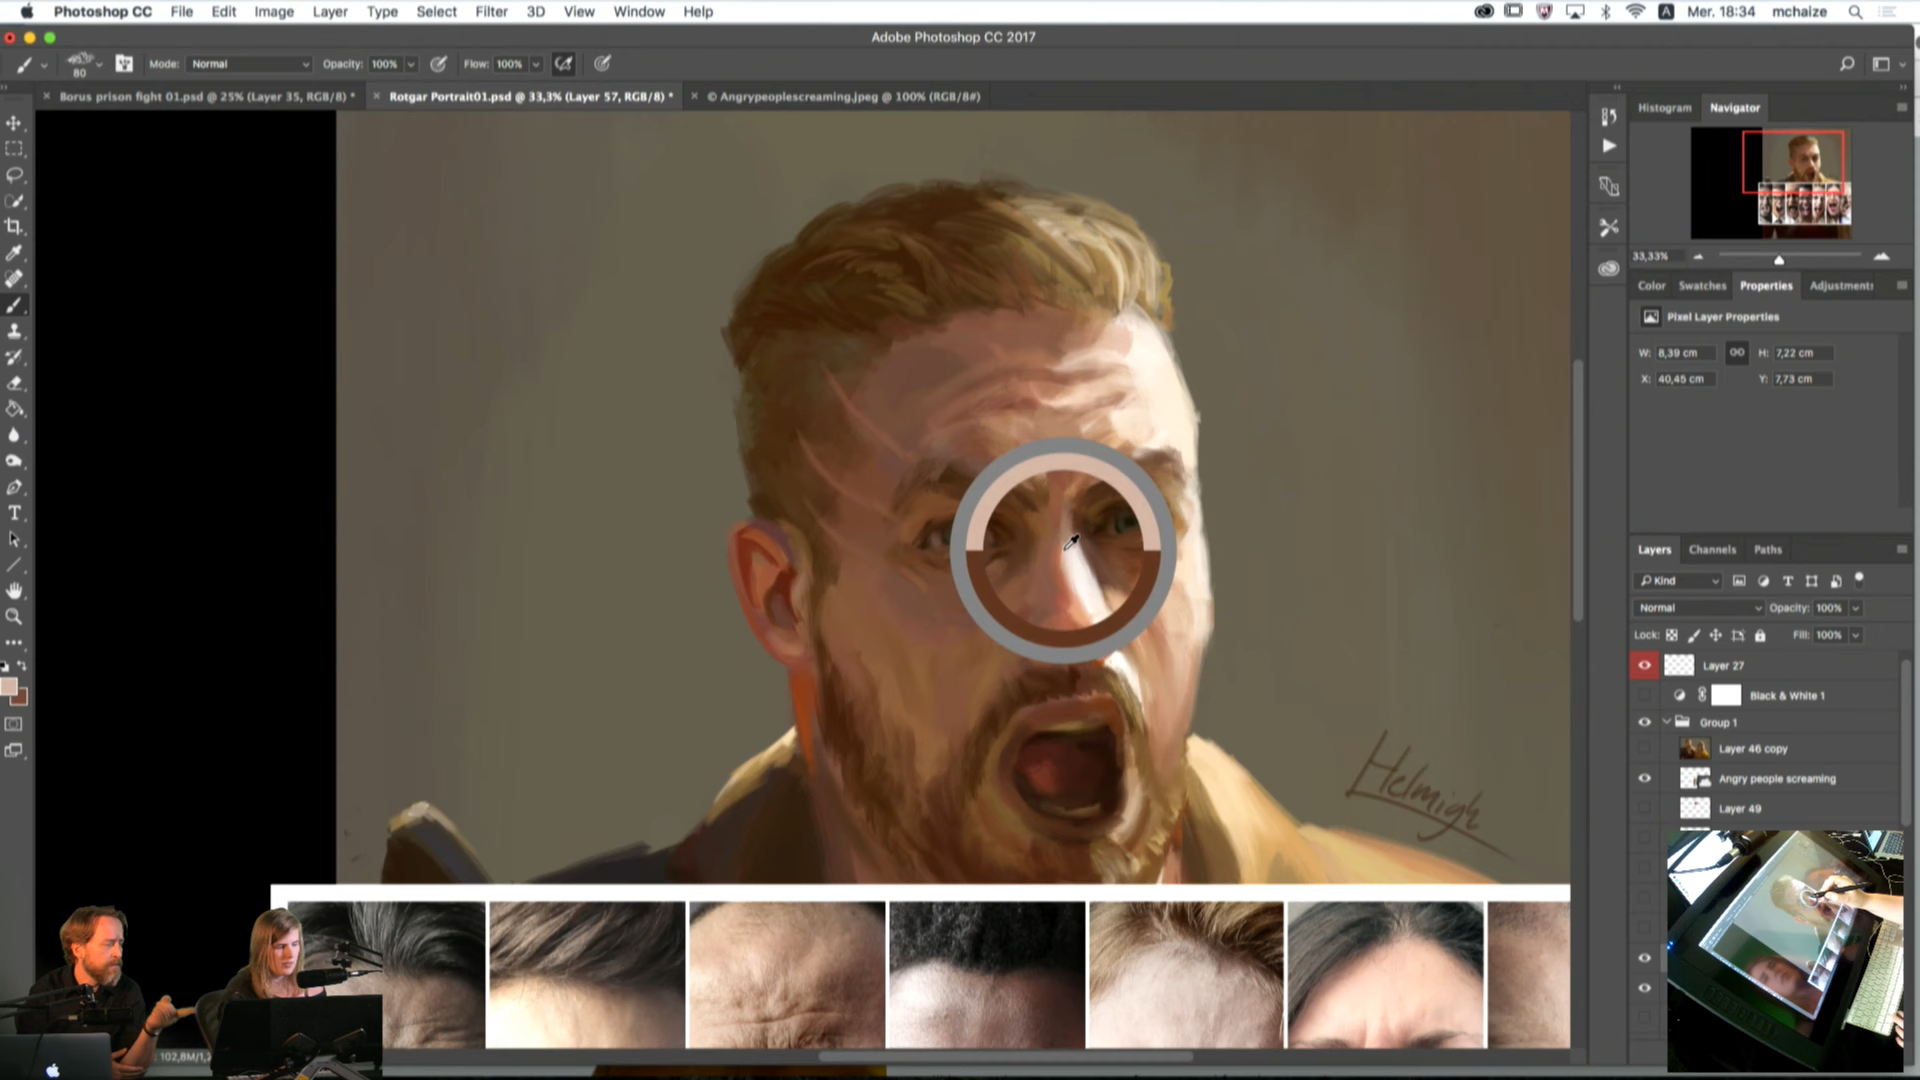 Photoshop CC File Edit Image Layer Type Select Filter 3D View Window Help A Mer. 18:34 mchaize
Adobe Photoshop CC 2017
80 Mode: Normal Opacity: 100% Flow: 100%
Borus prison fight 01.psd @ 25% (Layer 35, RGB/8) * Rotgar Portrait01.psd @ 33,3% (Layer 57, RGB/8) * © Angrypeoplescreaming.jpeg @ 100% (RGB/8#)
Histogram Navigator
33,33%
Color Swatches Properties Adjustments
Pixel Layer Properties
W: 8,39 cm H: 7,22 cm
X: 40,45 cm Y: 7,73 cm
Layers Channels Paths
Kind
Normal Opacity: 100%
Lock: Fill: 100%
Layer 27
Black & White 1
Group 1
Layer 46 copy
Angry people screaming
Layer 49
Helmigh
102,8M/1,2